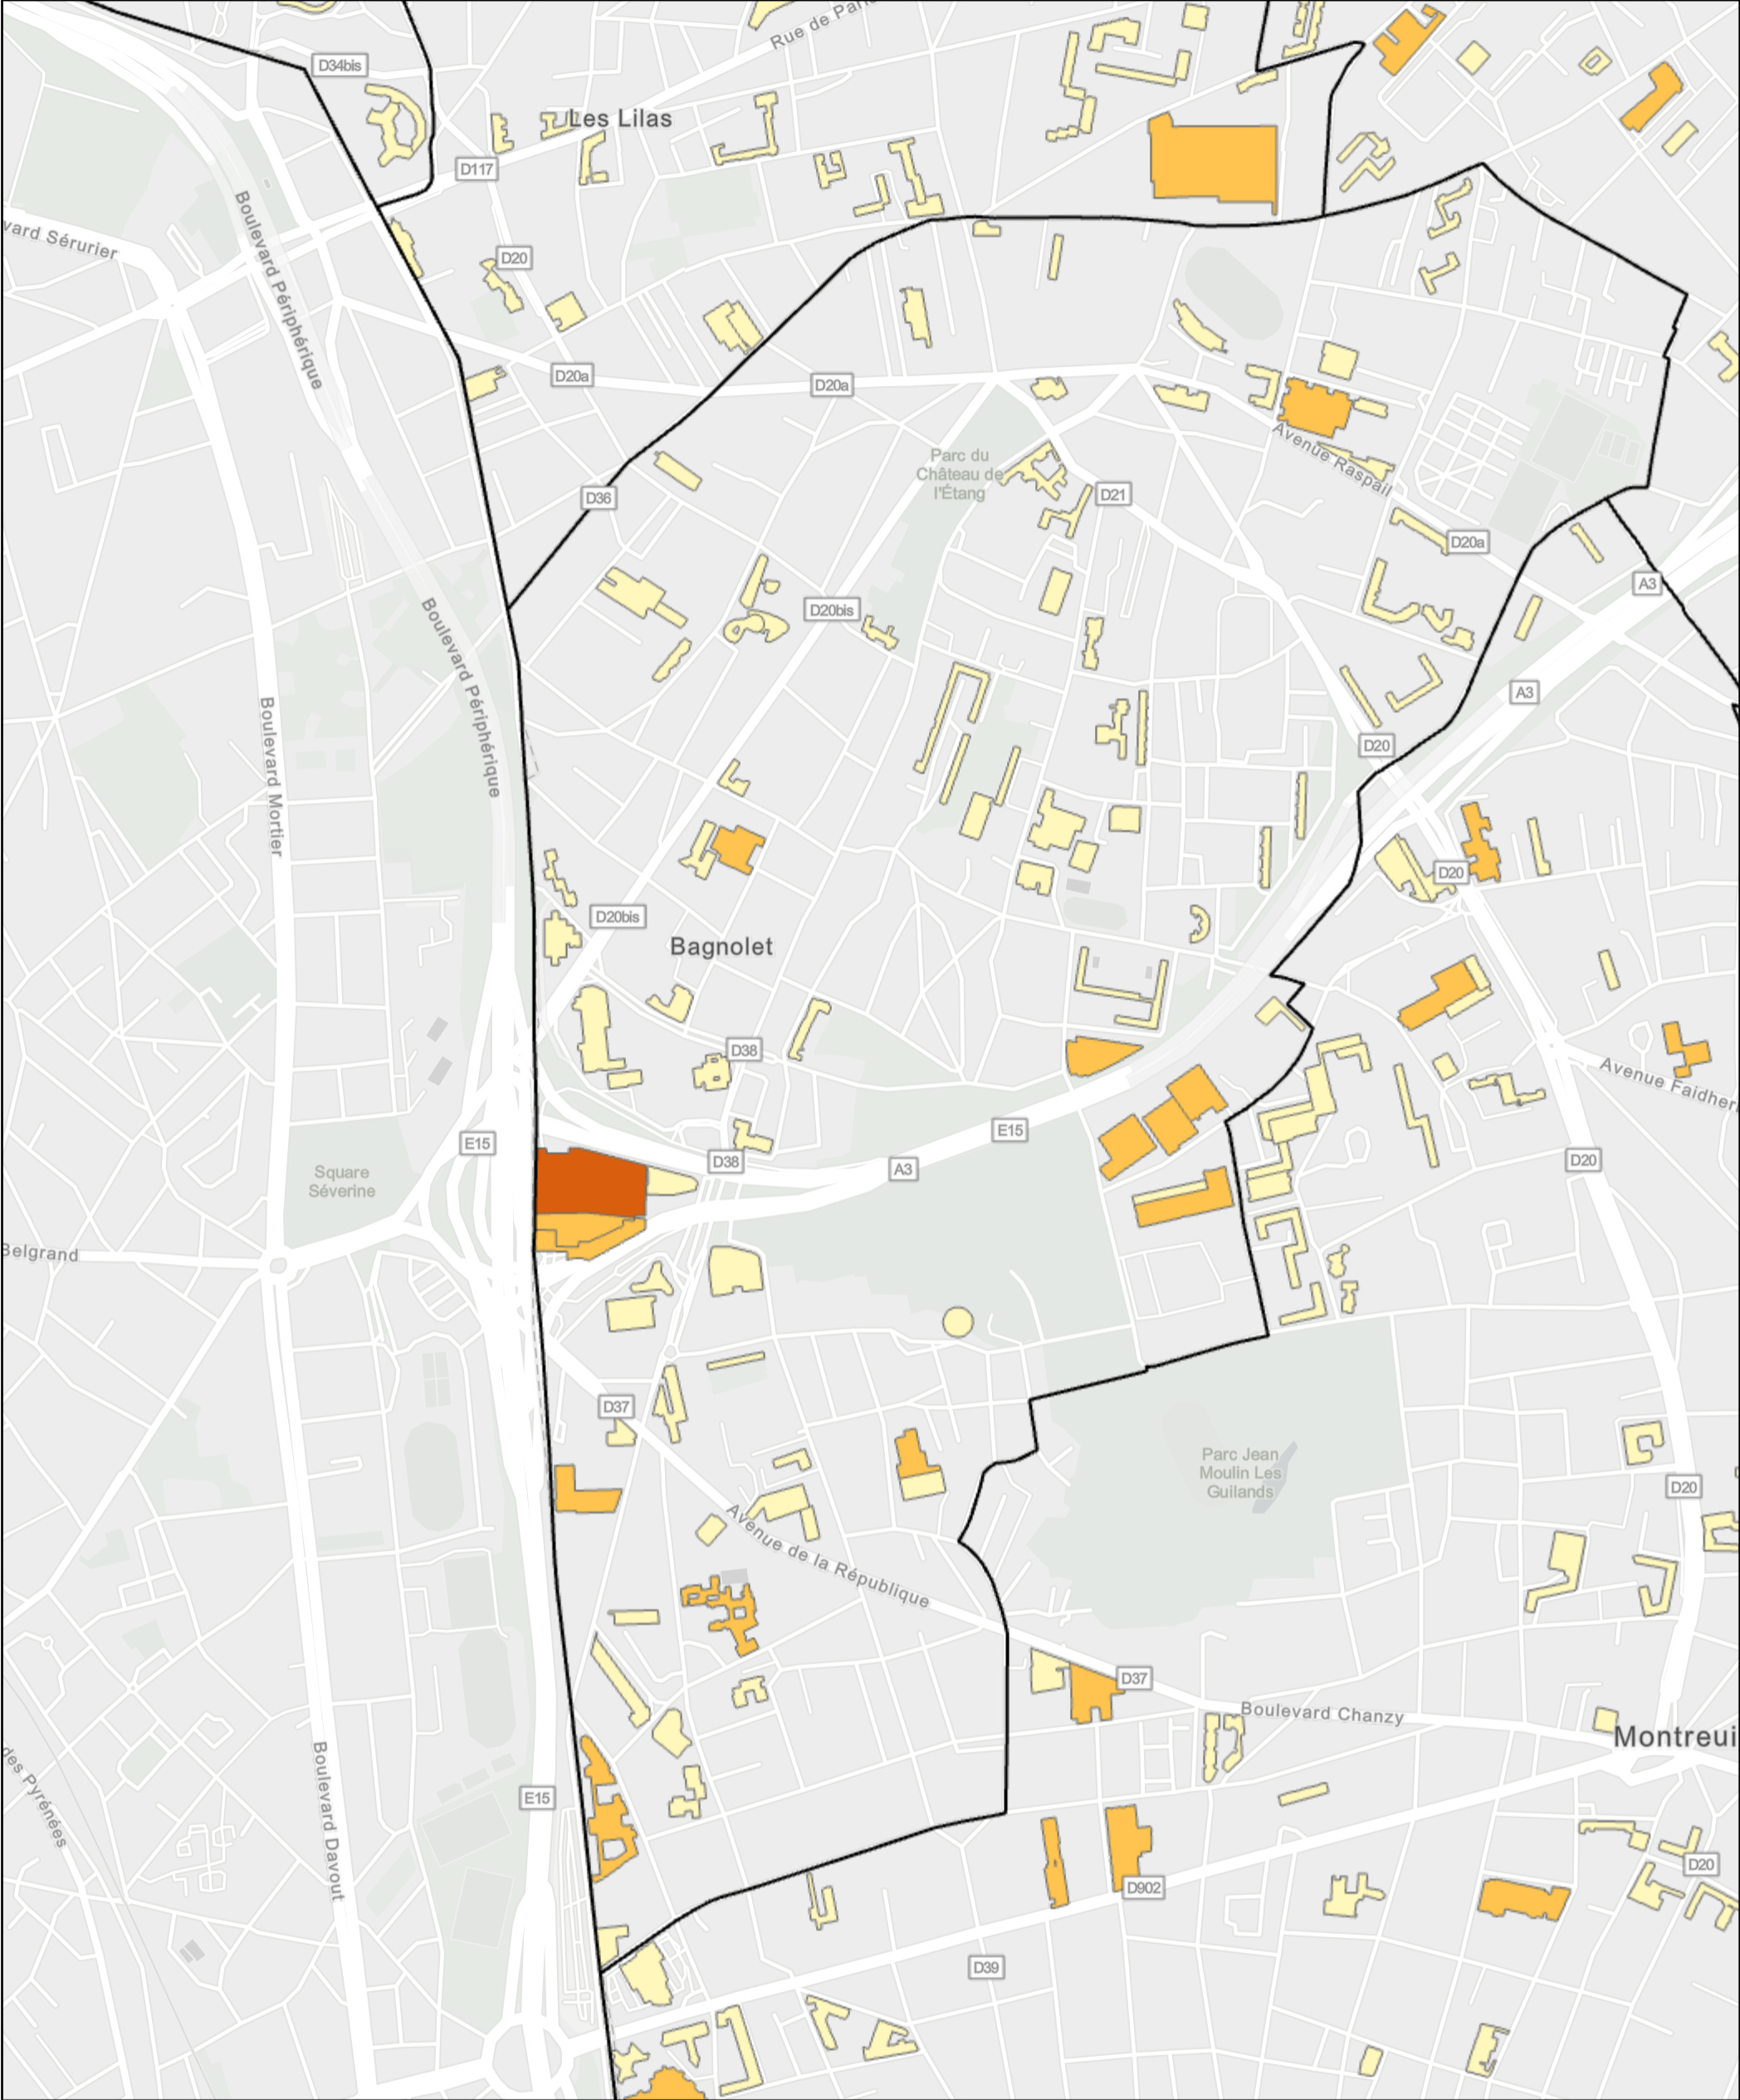 Rue de Pari
D34bis
Les Lilas
D117
vard Sérurier
D20
Boulevard Périphérique
D20a
D20a
Avenue Raspail
Parc du
Château de
l'Étang
D36
D21
D20a
A3
D20bis
Boulevard Périphérique
A3
Boulevard Mortier
D20
D20
D20bis
Bagnolet
D38
Avenue Faidher
E15
E15
D38
A3
D20
Square
Séverine
Belgrand
D37
Parc Jean
Moulin Les
Guilands
D20
Avenue de la République
D37
Boulevard Chanzy
Montreui
des Pyrénées
Boulevard Davout
E15
D902
D20
D39